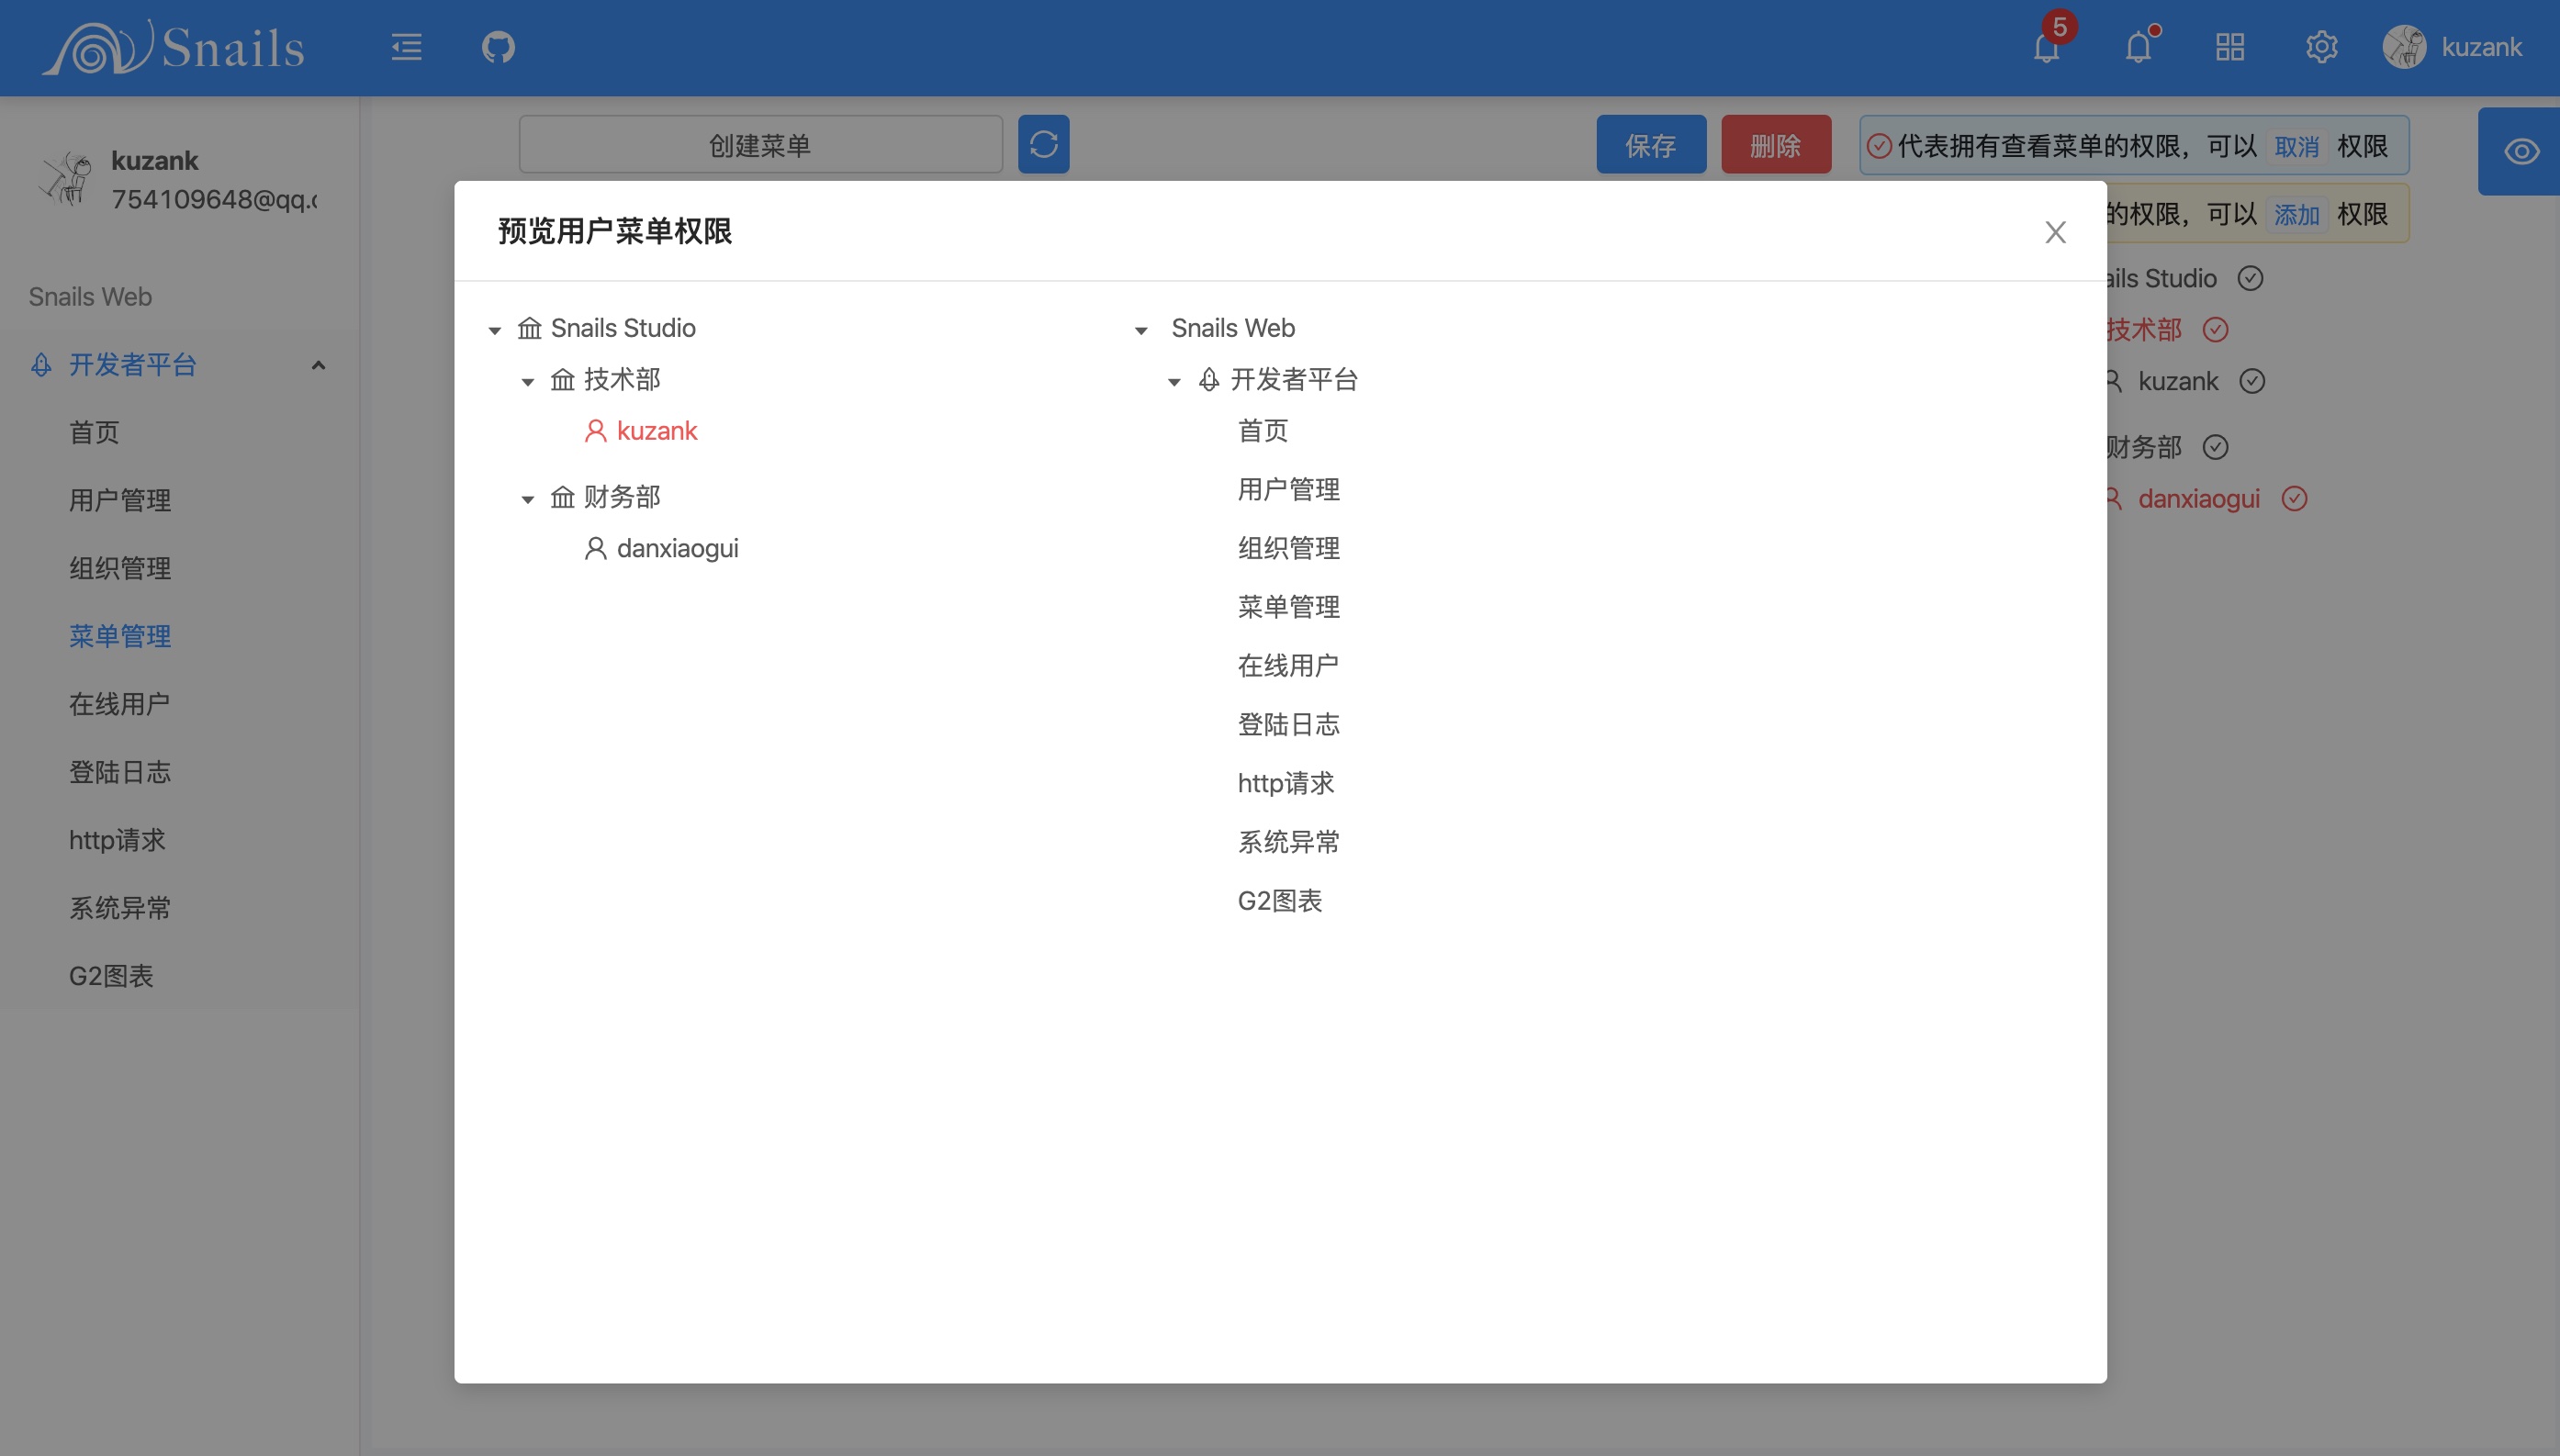 Snails
5
kuzank
kuzank
754109648@qq.c
Snails Web
开发者平台
首页
用户管理
组织管理
菜单管理
在线用户
登陆日志
http请求
系统异常
G2图表
创建菜单
保存
删除
代表拥有查看菜单的权限，可以 取消 权限
的权限，可以 添加 权限
预览用户菜单权限
Snails Studio
技术部
kuzank
财务部
danxiaogui
Snails Web
开发者平台
首页
用户管理
组织管理
菜单管理
在线用户
登陆日志
http请求
系统异常
G2图表
ails Studio
技术部
kuzank
财务部
danxiaogui